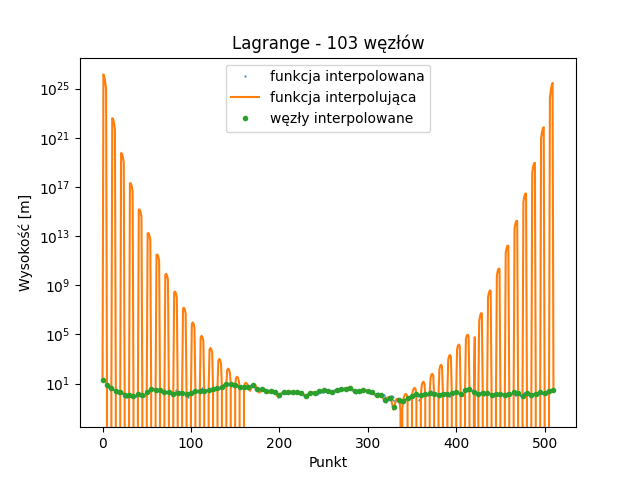 Lagrange - 103 węzłów
funkcja interpolowana
funkcja interpolująca
węzły interpolowane
Wysokość [m]
10^25
10^21
10^17
10^13
10^9
10^5
10^1
0 100 200 300 400 500
Punkt